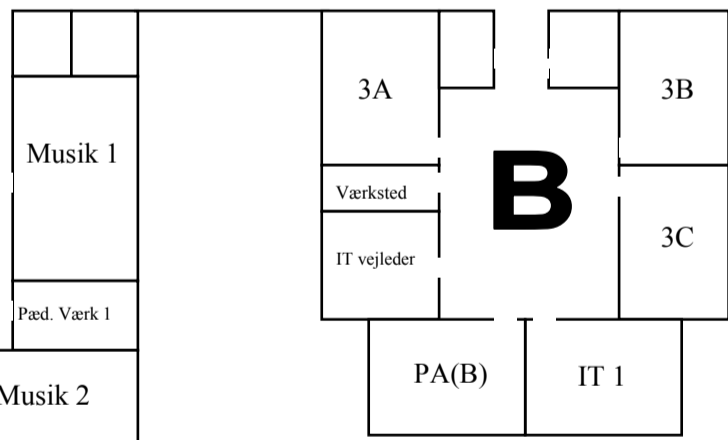 3A
3B
Musik 1
B
Værksted
3C
IT vejleder
Pæd. Værk 1
PA(B)
IT 1
Musik 2